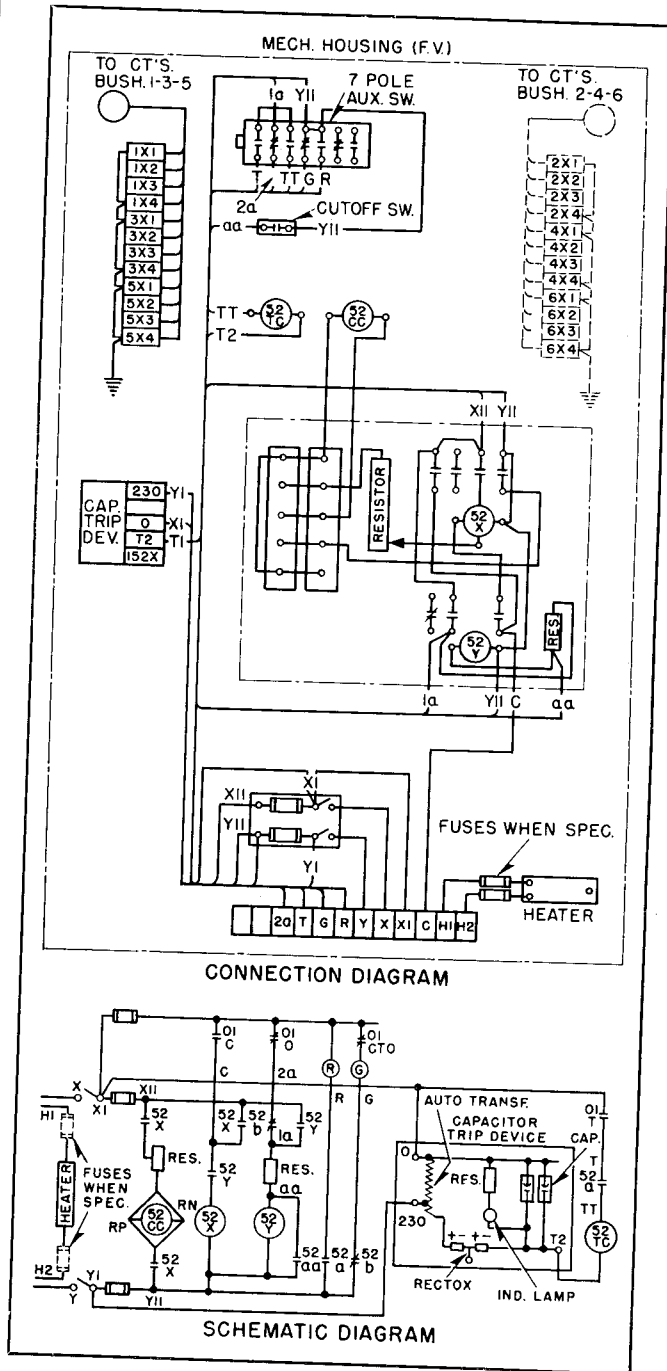 MECH. HOUSING (F.V.)
TO CT'S.
BUSH. 1-3-5
1a Y11
7 POLE
AUX. SW.
TO CT'S.
BUSH. 2-4-6
1X1
1X2
1X3
1X4
3X1
3X2
3X3
3X4
5X1
5X2
5X3
5X4
2X1
2X2
2X3
2X4
4X1
4X2
4X3
4X4
6X1
6X2
6X3
6X4
T TT G R
2a
CUTOFF SW.
aa Y11
TT
52
TC
52
CC
T2
X11 Y11
CAP.
TRIP
DEV.
230 Y1
O X1
T2 T1
152X
RESISTOR
52
X
52
Y
RES.
1a Y11 C aa
X11 X1
Y11
Y1
FUSES WHEN SPEC.
HEATER
2Q T G R Y X X1 C H1 H2
CONNECTION DIAGRAM
01
C
01
O
01
CTO
R G
C 2a R G
X
X1
X11
H1
52
X
52
X
52
b
1a
52
Y
FUSES
WHEN
SPEC.
HEATER
RES.
52
Y
RES.
aa
RP
52
CC
RN
52
X
52
Y
52
X
52
aa
52
a
52
b
H2
Y1
Y
Y11
AUTO TRANSF.
CAPACITOR
TRIP DEVICE
CAP.
O
RES.
230
+ - + -
T2
RECTOX
IND. LAMP
01
T
T
52
a
TT
52
TC
SCHEMATIC DIAGRAM